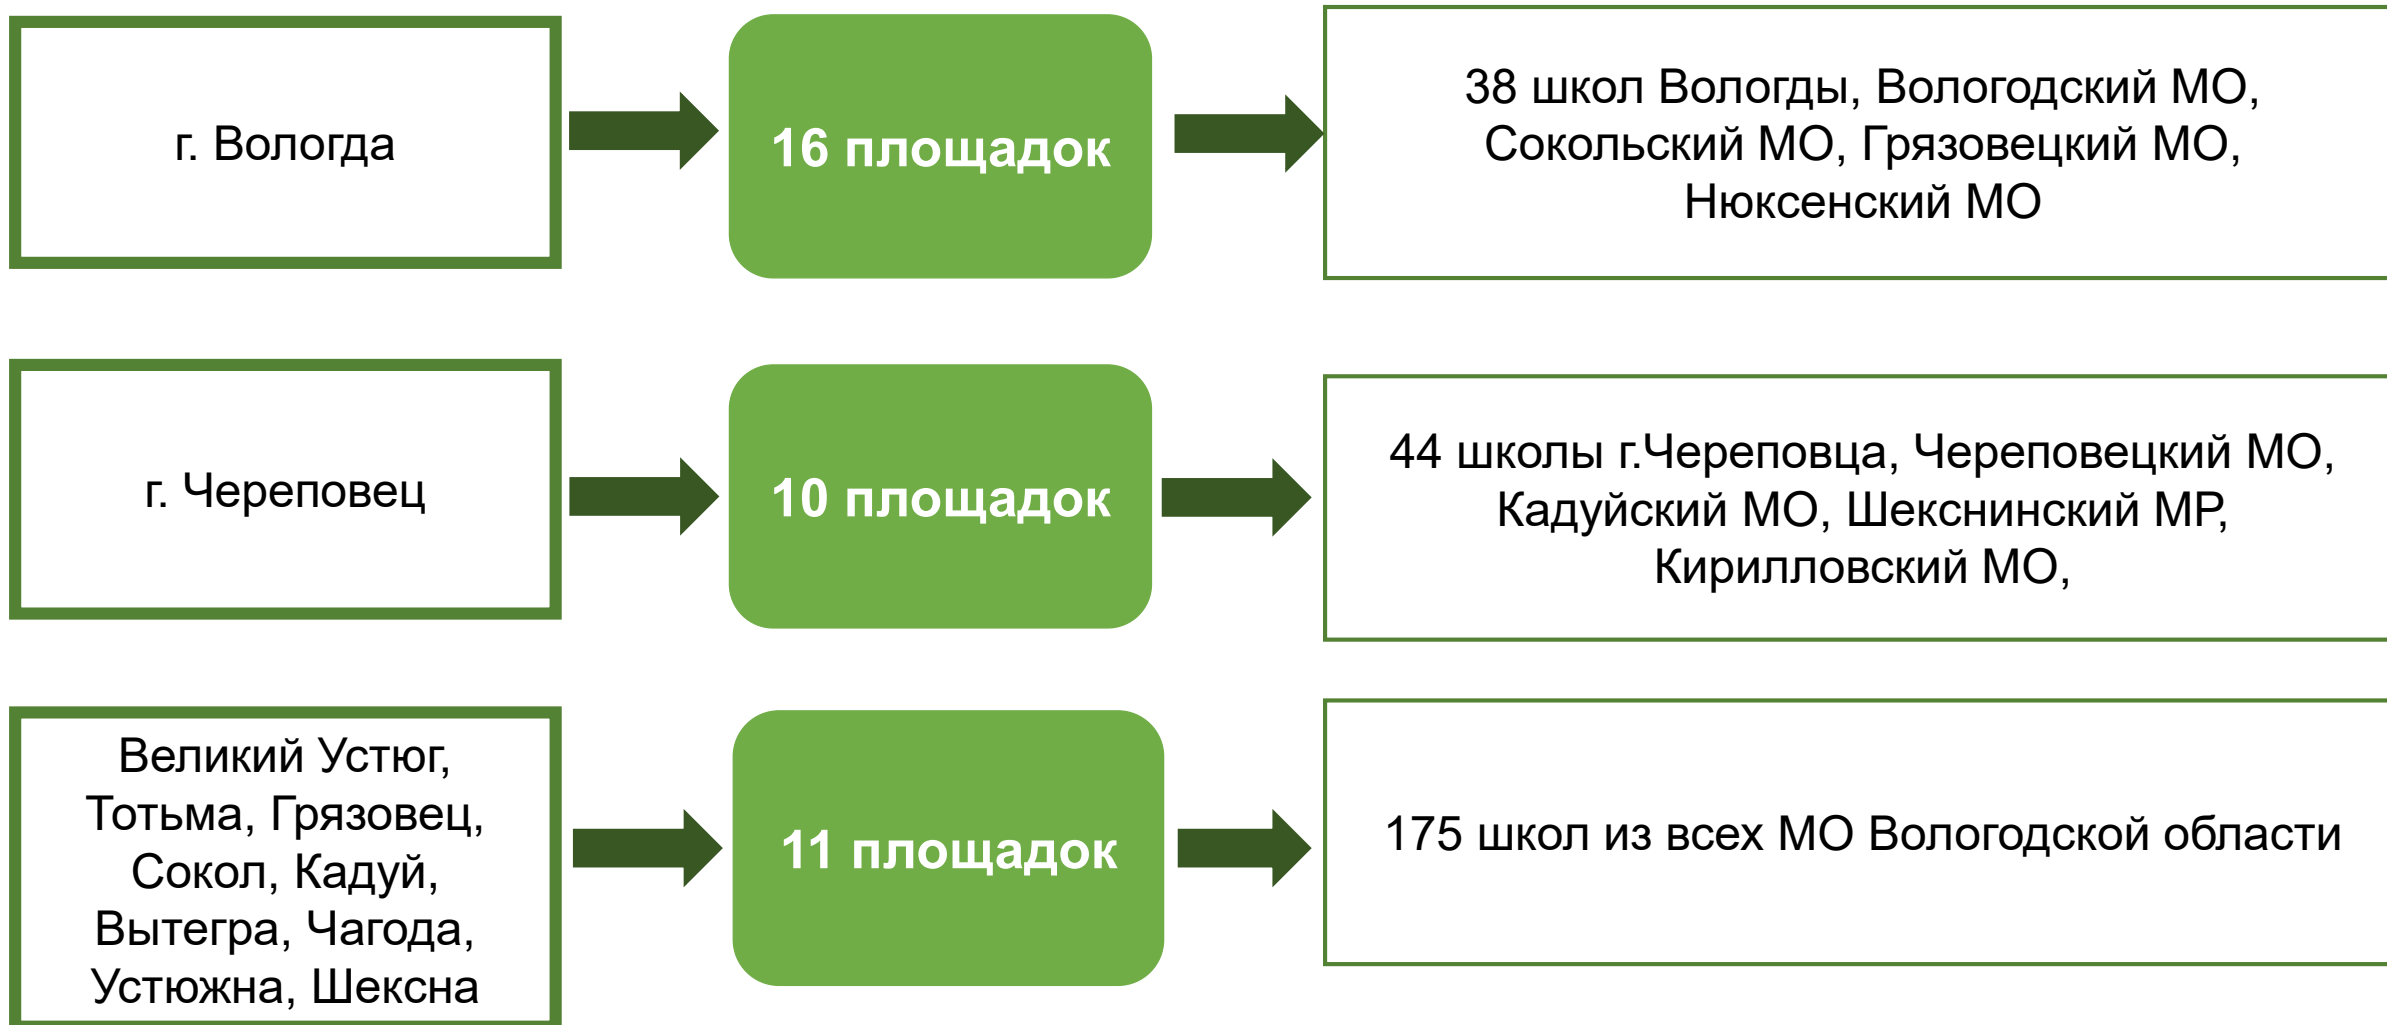 г. Вологда
16 площадок
38 школ Вологды, Вологодский МО,
Сокольский МО, Грязовецкий МО,
Нюксенский МО
г. Череповец
10 площадок
44 школы г.Череповца, Череповецкий МО,
Кадуйский МО, Шекснинский МР,
Кирилловский МО,
Великий Устюг,
Тотьма, Грязовец,
Сокол, Кадуй,
Вытегра, Чагода,
Устюжна, Шексна
11 площадок
175 школ из всех МО Вологодской области